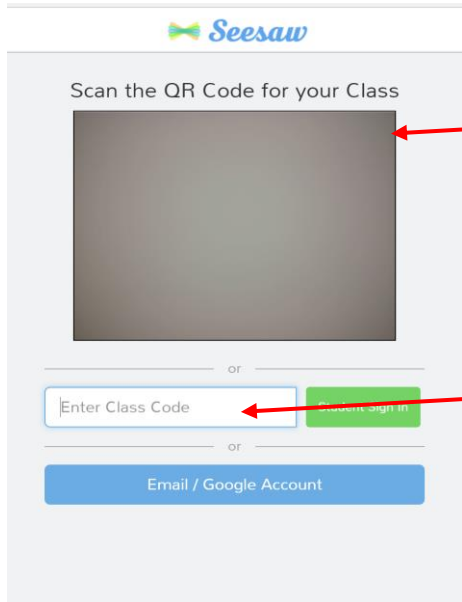 Seesaw
Scan the QR Code for your Class
or
Enter Class Code
Student Sign In
or
Email / Google Account